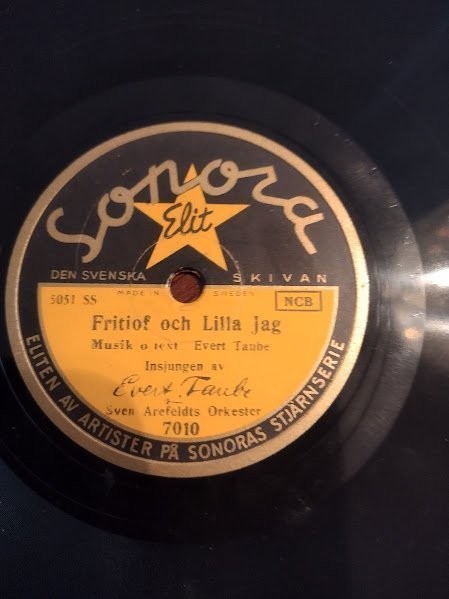 Sonora
Elit
DEN SVENSKA SKIVAN
MADE IN SWEDEN
5051 SS NCB
Fritiof och Lilla Jag
Musik o text Evert Taube
Insjungen av
Evert Taube
Sven Arefeldts Orkester
7010
ELITEN AV ARTISTER PÅ SONORAS STJÄRNSERIE